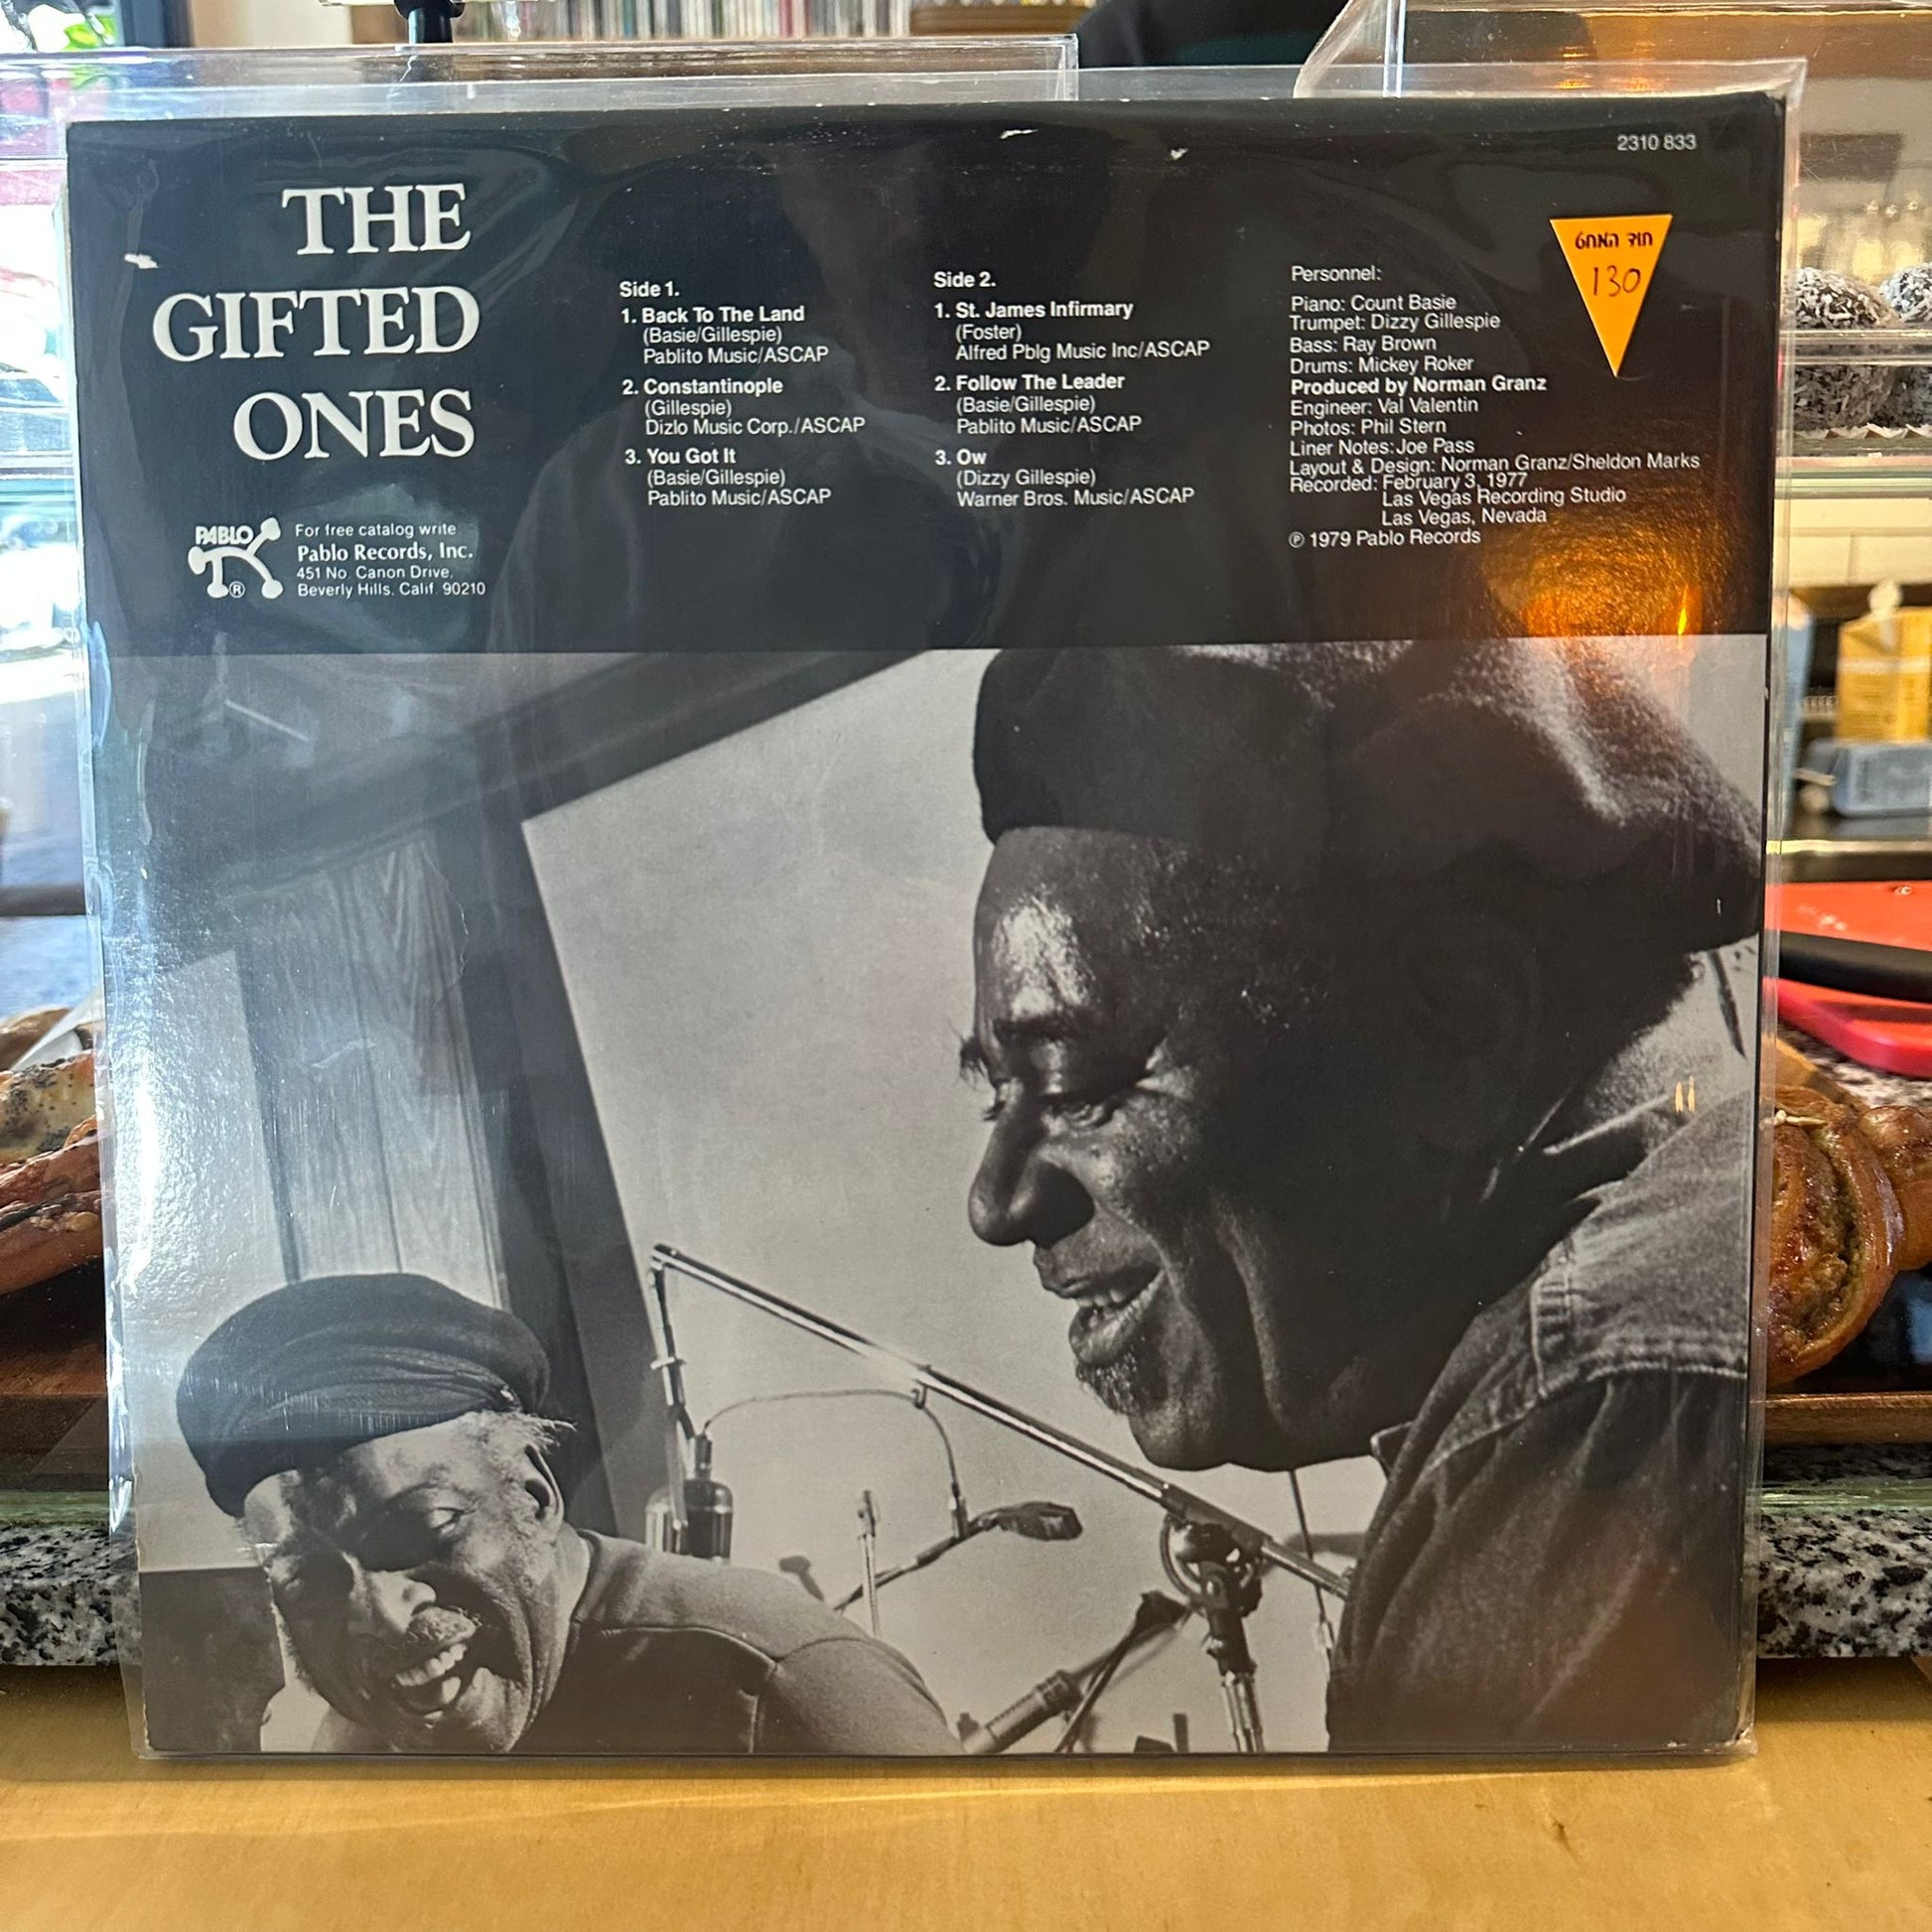 2310 833
THE
GIFTED
ONES
PABLO
®
For free catalog write
Pablo Records, Inc.
451 No. Canon Drive,
Beverly Hills, Calif. 90210
Side 1.
1. Back To The Land
(Basie/Gillespie)
Pablito Music/ASCAP
2. Constantinople
(Gillespie)
Dizlo Music Corp./ASCAP
3. You Got It
(Basie/Gillespie)
Pablito Music/ASCAP
Side 2.
1. St. James Infirmary
(Foster)
Alfred Pblg Music Inc/ASCAP
2. Follow The Leader
(Basie/Gillespie)
Pablito Music/ASCAP
3. Ow
(Dizzy Gillespie)
Warner Bros. Music/ASCAP
Personnel:
Piano: Count Basie
Trumpet: Dizzy Gillespie
Bass: Ray Brown
Drums: Mickey Roker
Produced by Norman Granz
Engineer: Val Valentin
Photos: Phil Stern
Liner Notes: Joe Pass
Layout & Design: Norman Granz/Sheldon Marks
Recorded: February 3, 1977
Las Vegas Recording Studio
Las Vegas, Nevada
℗ 1979 Pablo Records
130